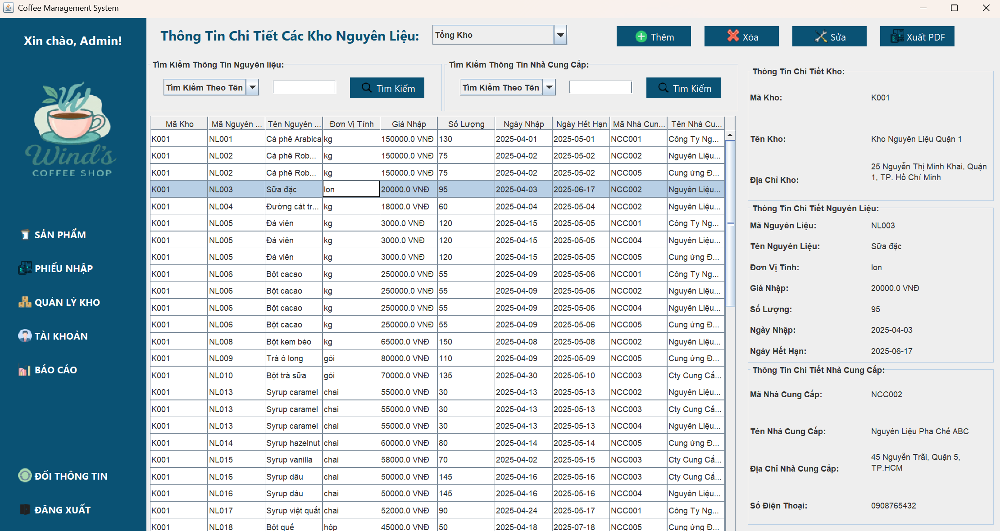 Coffee Management System
Xin chào, Admin!
Wind's
COFFEE SHOP
SẢN PHẨM
PHIẾU NHẬP
QUẢN LÝ KHO
TÀI KHOẢN
BÁO CÁO
ĐỔI THÔNG TIN
ĐĂNG XUẤT
Thông Tin Chi Tiết Các Kho Nguyên Liệu: Tổng Kho
Thêm Xóa Sửa Xuất PDF
Tìm Kiếm Thông Tin Nguyên liệu:
Tìm Kiếm Theo Tên Tìm Kiếm
Tìm Kiếm Thông Tin Nhà Cung Cấp:
Tìm Kiếm Theo Tên Tìm Kiếm
Mã Kho Mã Nguyên ... Tên Nguyên ... Đơn Vị Tính Giá Nhập Số Lượng Ngày Nhập Ngày Hết Hạn Mã Nhà Cun... Tên Nhà Cu...
K001 NL001 Cà phê Arabica kg 150000.0 VNĐ 130 2025-04-01 2025-05-01 NCC001 Công Ty Ng...
K001 NL002 Cà phê Rob... kg 150000.0 VNĐ 75 2025-04-02 2025-05-02 NCC002 Nguyên Liệu...
K001 NL002 Cà phê Rob... kg 150000.0 VNĐ 75 2025-04-02 2025-05-02 NCC005 Cung ứng Đ...
K001 NL003 Sữa đặc lon 20000.0 VNĐ 95 2025-04-03 2025-06-17 NCC002 Nguyên Liệu...
K001 NL004 Đường cát tr... kg 18000.0 VNĐ 60 2025-04-04 2025-05-04 NCC002 Nguyên Liệu...
K001 NL005 Đá viên kg 3000.0 VNĐ 120 2025-04-15 2025-05-05 NCC001 Công Ty Ng...
K001 NL005 Đá viên kg 3000.0 VNĐ 120 2025-04-15 2025-05-05 NCC004 Nguyên Liệu...
K001 NL005 Đá viên kg 3000.0 VNĐ 120 2025-04-15 2025-05-05 NCC005 Cung ứng Đ...
K001 NL006 Bột cacao kg 250000.0 VNĐ 55 2025-04-09 2025-05-06 NCC001 Công Ty Ng...
K001 NL006 Bột cacao kg 250000.0 VNĐ 55 2025-04-09 2025-05-06 NCC002 Nguyên Liệu...
K001 NL006 Bột cacao kg 250000.0 VNĐ 55 2025-04-09 2025-05-06 NCC004 Nguyên Liệu...
K001 NL006 Bột cacao kg 250000.0 VNĐ 55 2025-04-09 2025-05-06 NCC005 Cung ứng Đ...
K001 NL008 Bột kem béo kg 65000.0 VNĐ 150 2025-04-08 2025-05-08 NCC002 Nguyên Liệu...
K001 NL009 Trà ô long gói 80000.0 VNĐ 110 2025-04-09 2025-05-09 NCC005 Cung ứng Đ...
K001 NL010 Bột trà sữa gói 70000.0 VNĐ 135 2025-04-30 2025-05-10 NCC003 Cty Cung Cấ...
K001 NL013 Syrup caramel chai 55000.0 VNĐ 30 2025-04-13 2025-05-13 NCC002 Nguyên Liệu...
K001 NL013 Syrup caramel chai 55000.0 VNĐ 30 2025-04-13 2025-05-13 NCC003 Cty Cung Cấ...
K001 NL013 Syrup caramel chai 55000.0 VNĐ 30 2025-04-13 2025-05-13 NCC004 Nguyên Liệu...
K001 NL014 Syrup hazelnut chai 60000.0 VNĐ 80 2025-04-14 2025-05-14 NCC005 Cung ứng Đ...
K001 NL015 Syrup vanilla chai 58000.0 VNĐ 70 2025-04-02 2025-05-15 NCC003 Cty Cung Cấ...
K001 NL016 Syrup dâu chai 50000.0 VNĐ 145 2025-04-16 2025-05-16 NCC003 Cty Cung Cấ...
K001 NL016 Syrup dâu chai 50000.0 VNĐ 145 2025-04-16 2025-05-16 NCC004 Nguyên Liệu...
K001 NL017 Syrup việt quất chai 52000.0 VNĐ 90 2025-04-24 2025-05-17 NCC001 Công Ty Ng...
K001 NL018 Bột quế hộp 45000.0 VNĐ 50 2025-04-18 2025-07-18 NCC005 Cung ứng Đ...
Thông Tin Chi Tiết Kho:
Mã Kho: K001
Tên Kho: Kho Nguyên Liệu Quận 1
Địa Chỉ Kho: 25 Nguyễn Thị Minh Khai, Quận
1, TP. Hồ Chí Minh
Thông Tin Chi Tiết Nguyên Liệu:
Mã Nguyên Liệu: NL003
Tên Nguyên Liệu: Sữa đặc
Đơn Vị Tính: lon
Giá Nhập: 20000.0 VNĐ
Số Lượng: 95
Ngày Nhập: 2025-04-03
Ngày Hết Hạn: 2025-06-17
Thông Tin Chi Tiết Nhà Cung Cấp:
Mã Nhà Cung Cấp: NCC002
Tên Nhà Cung Cấp: Nguyên Liệu Pha Chế ABC
Địa Chỉ Nhà Cung Cấp: 45 Nguyễn Trãi, Quận 5,
TP.HCM
Số Điện Thoại: 0908765432